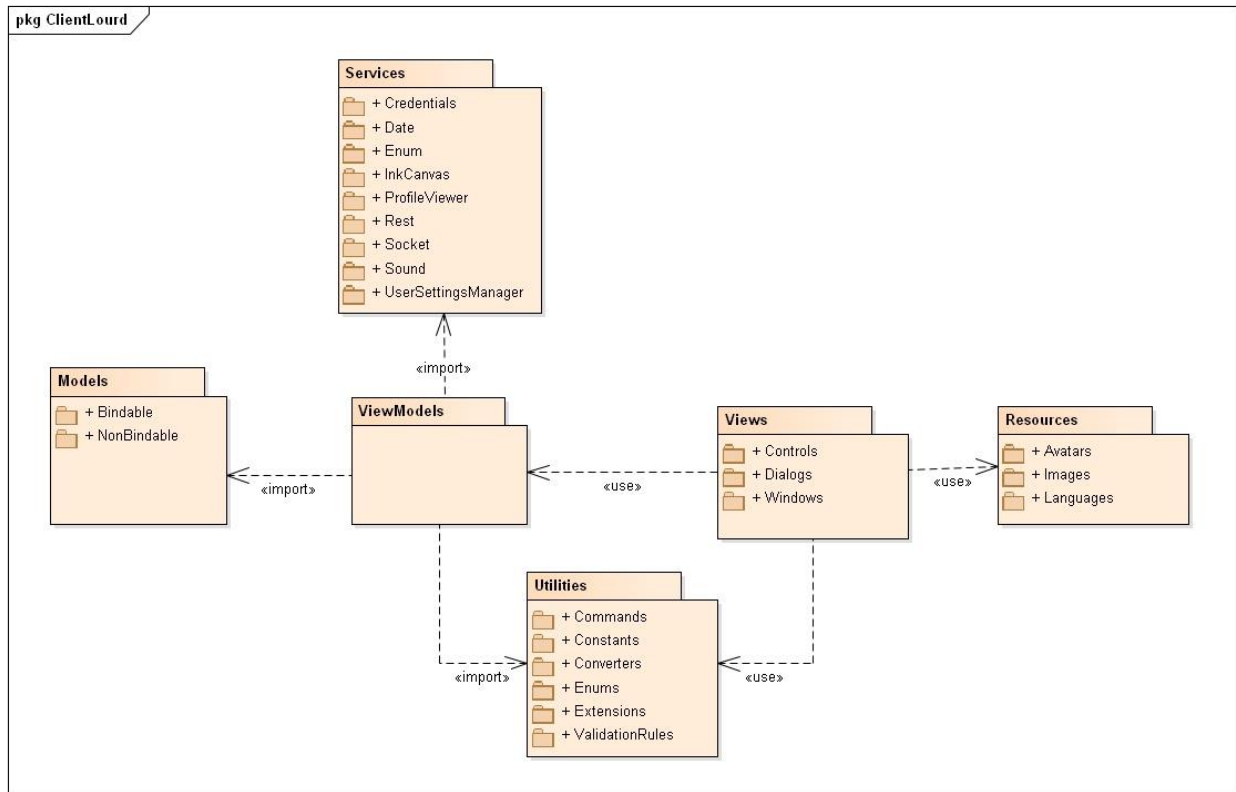 pkg ClientLourd
Services
+ Credentials
+ Date
+ Enum
+ InkCanvas
+ ProfileViewer
+ Rest
+ Socket
+ Sound
+ UserSettingsManager
«import»
Models
+ Bindable
+ NonBindable
«import»
ViewModels
«use»
Views
+ Controls
+ Dialogs
+ Windows
«use»
Resources
+ Avatars
+ Images
+ Languages
«import»
Utilities
+ Commands
+ Constants
+ Converters
+ Enums
+ Extensions
+ ValidationRules
«use»